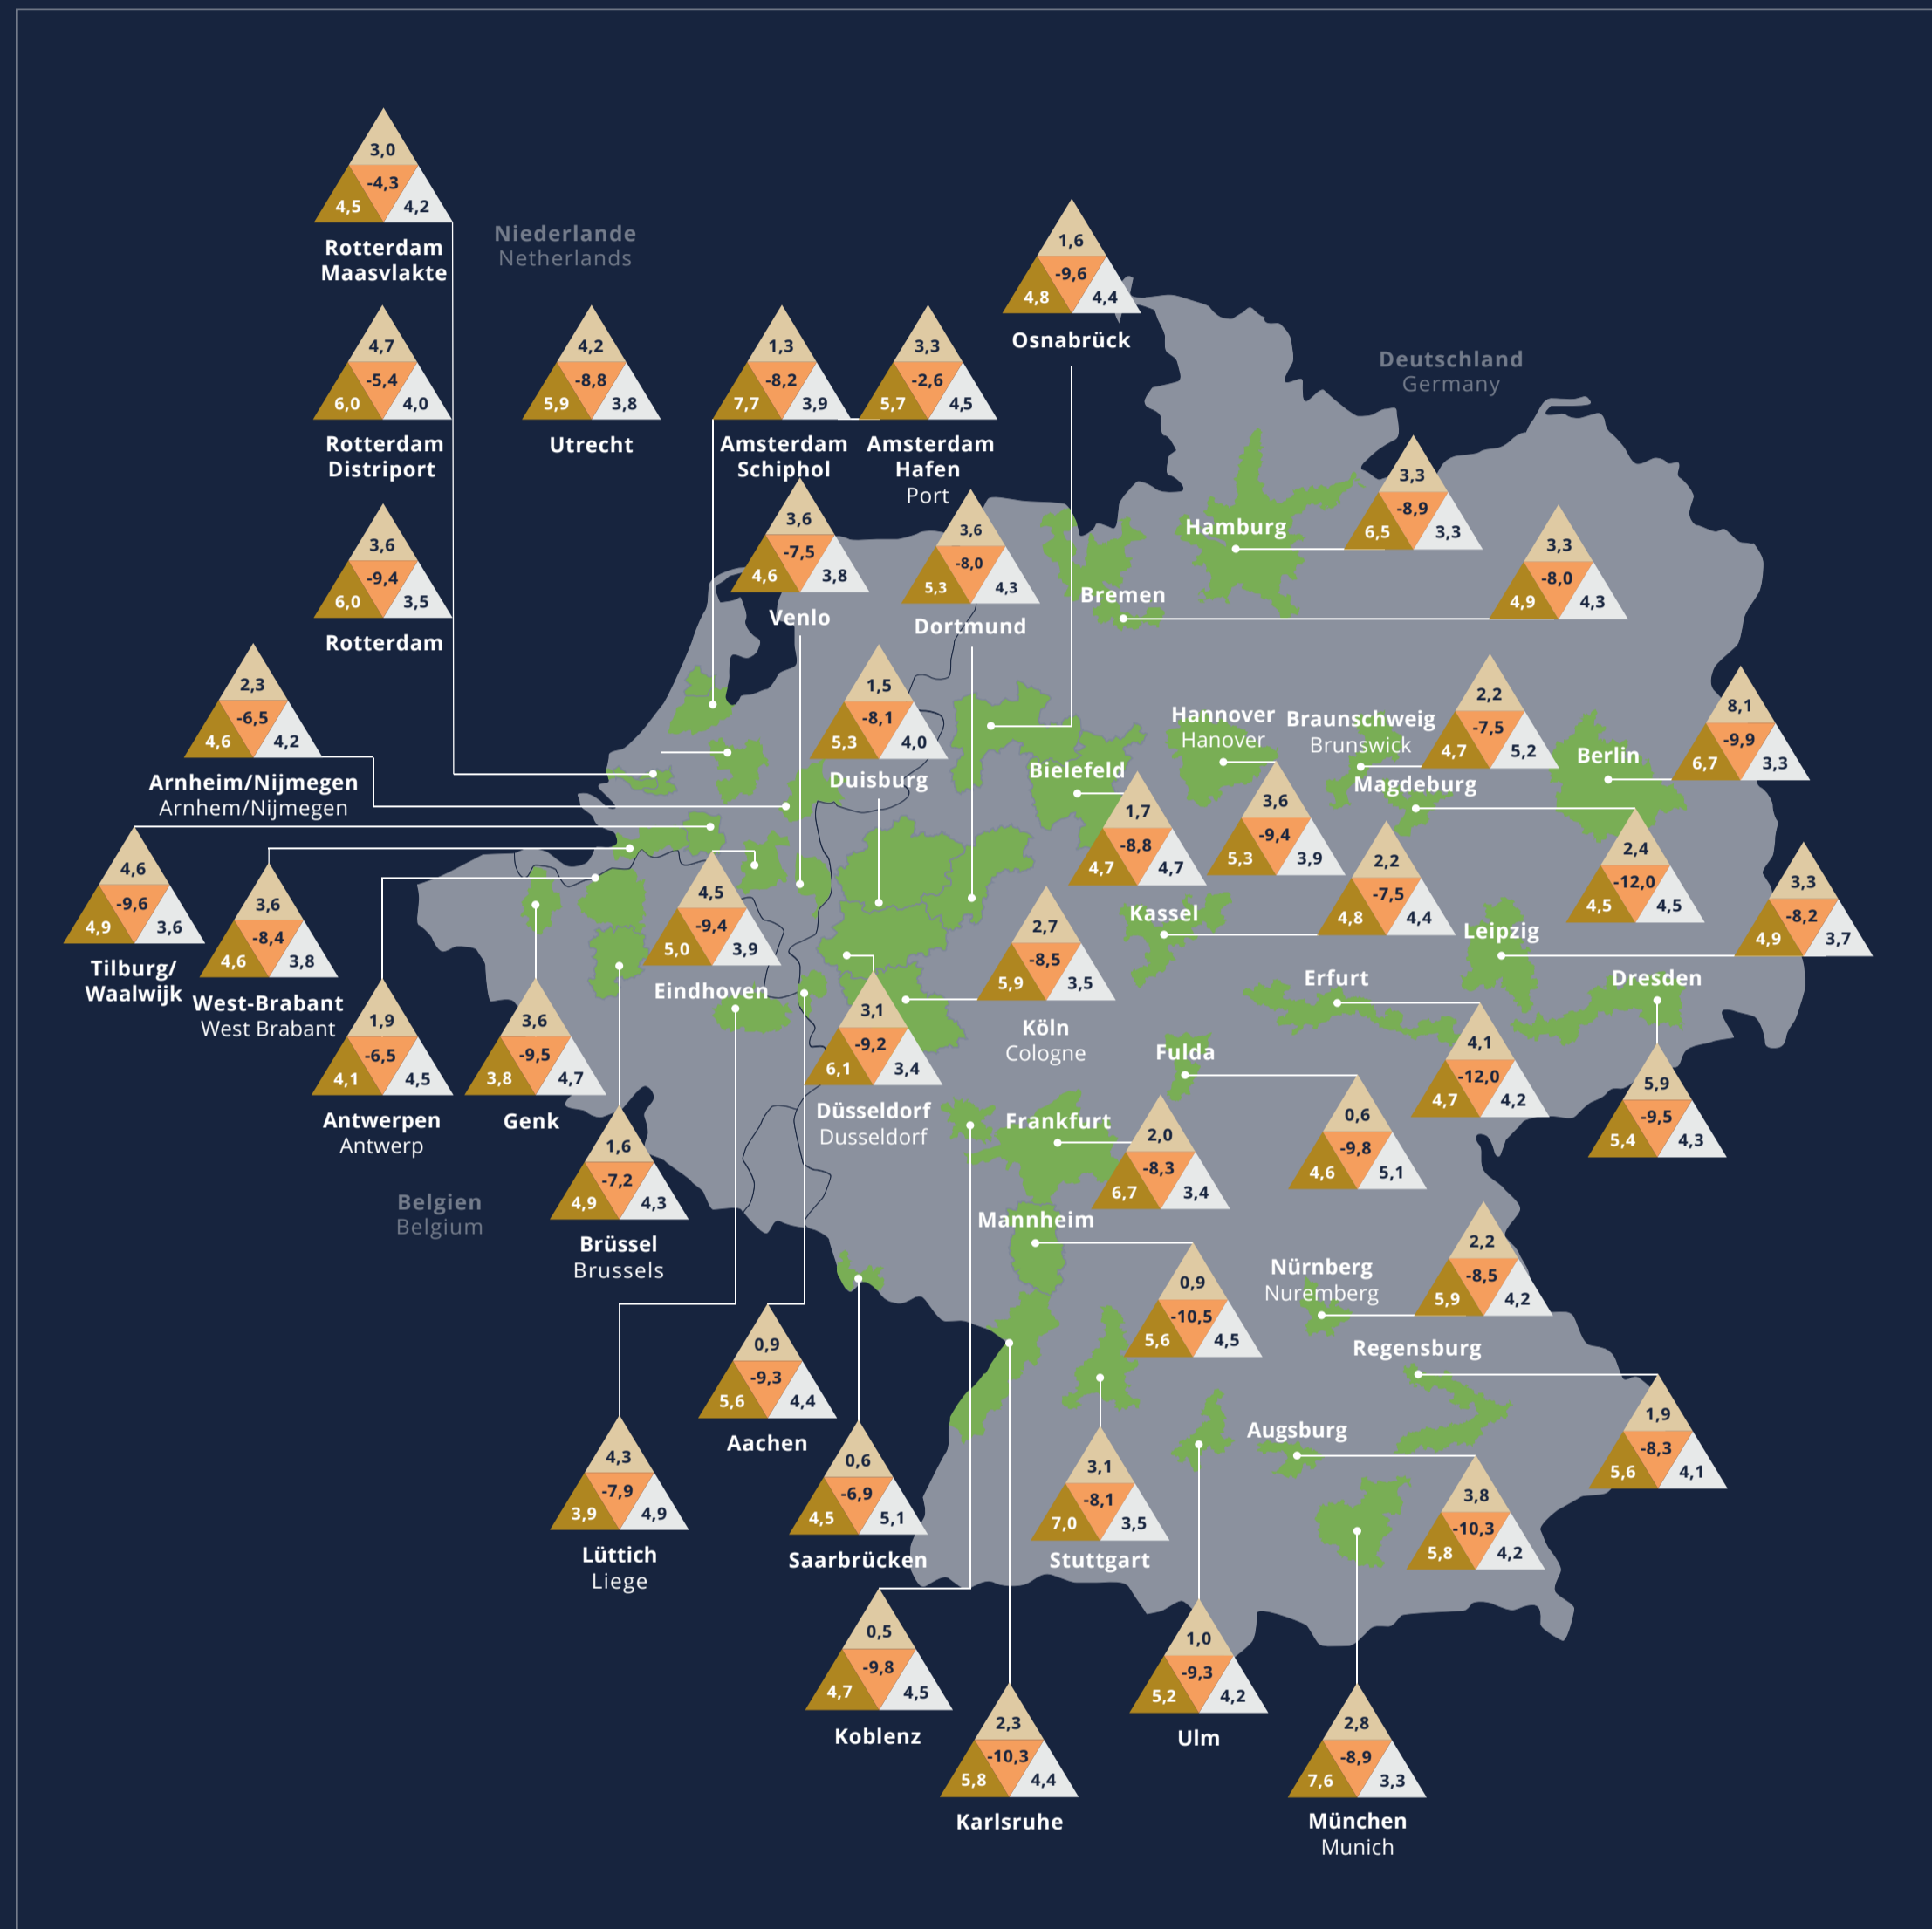 3,0
-4,3
4,5 4,2
Rotterdam
Maasvlakte
Niederlande
Netherlands
1,6
-9,6
4,8 4,4
Osnabrück
4,7
-5,4
6,0 4,0
Rotterdam
Distriport
4,2
-8,8
5,9 3,8
Utrecht
1,3
-8,2
7,7 3,9
Amsterdam
Schiphol
3,3
-2,6
5,7 4,5
Amsterdam
Hafen
Port
Deutschland
Germany
3,6
-9,4
6,0 3,5
Rotterdam
3,6
-7,5
4,6 3,8
Venlo
3,6
-8,0
5,3 4,3
Dortmund
Hamburg
3,3
-8,9
6,5 3,3
Bremen
3,3
-8,0
4,9 4,3
2,3
-6,5
4,6 4,2
Arnheim/Nijmegen
Arnhem/Nijmegen
1,5
-8,1
5,3 4,0
Duisburg
Bielefeld
1,7
-8,8
4,7 4,7
Hannover
Hanover
3,6
-9,4
5,3 3,9
Braunschweig
Brunswick
2,2
-7,5
4,7 5,2
Magdeburg
2,4
-12,0
4,5 4,5
Berlin
8,1
-9,9
6,7 3,3
4,6
-9,6
4,9 3,6
Tilburg/
Waalwijk
3,6
-8,4
4,6 3,8
West-Brabant
West Brabant
4,5
-9,4
5,0 3,9
Eindhoven
2,7
-8,5
5,9 3,5
Köln
Cologne
Kassel
2,2
-7,5
4,8 4,4
Leipzig
3,3
-8,2
4,9 3,7
1,9
-6,5
4,1 4,5
Antwerpen
Antwerp
3,6
-9,5
3,8 4,7
Genk
3,1
-9,2
6,1 3,4
Düsseldorf
Dusseldorf
Erfurt
4,1
-12,0
4,7 4,2
Dresden
5,9
-9,5
5,4 4,3
Fulda
0,6
-9,8
4,6 5,1
Frankfurt
2,0
-8,3
6,7 3,4
Belgien
Belgium
1,6
-7,2
4,9 4,3
Brüssel
Brussels
Mannheim
0,9
-10,5
5,6 4,5
Nürnberg
Nuremberg
2,2
-8,5
5,9 4,2
Regensburg
1,9
-8,3
5,6 4,1
0,9
-9,3
5,6 4,4
Aachen
4,3
-7,9
3,9 4,9
Lüttich
Liege
0,6
-6,9
4,5 5,1
Saarbrücken
3,1
-8,1
7,0 3,5
Stuttgart
Augsburg
3,8
-10,3
5,8 4,2
0,5
-9,8
4,7 4,5
Koblenz
2,3
-10,3
5,8 4,4
Karlsruhe
1,0
-9,3
5,2 4,2
Ulm
2,8
-8,9
7,6 3,3
München
Munich